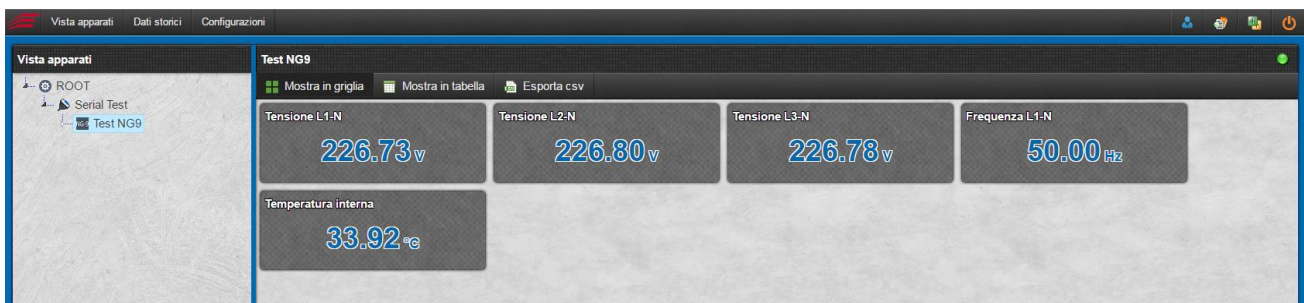 Vista apparati Dati storici Configurazioni
Vista apparati
ROOT
Serial Test
NG9 Test NG9
Test NG9
Mostra in griglia Mostra in tabella Esporta csv
Tensione L1-N
226.73 V
Tensione L2-N
226.80 V
Tensione L3-N
226.78 V
Frequenza L1-N
50.00 Hz
Temperatura interna
33.92 °C